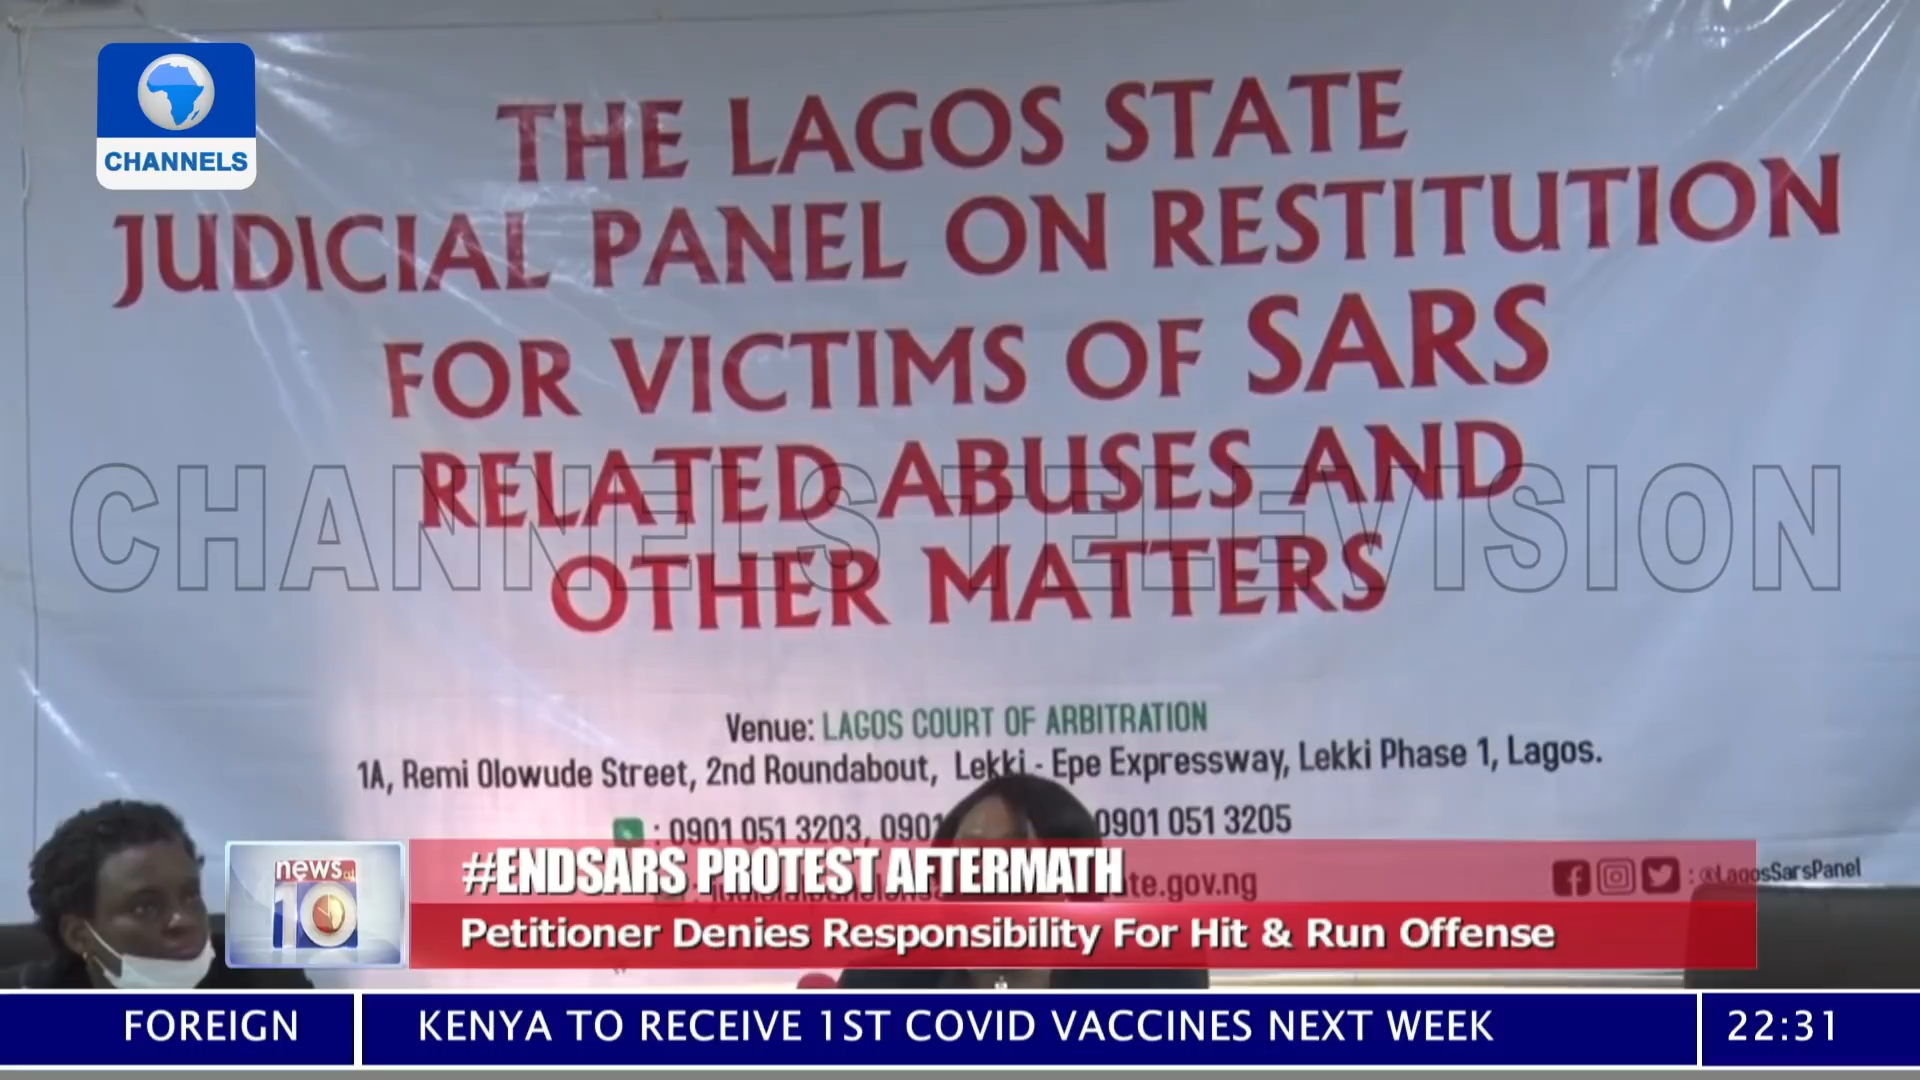 CHANNELS
THE LAGOS STATE
JUDICIAL PANEL ON RESTITUTION
FOR VICTIMS OF SARS
RELATED ABUSES AND
OTHER MATTERS
CHANNELS TELEVISION
Venue: LAGOS COURT OF ARBITRATION
1A, Remi Olowude Street, 2nd Roundabout, Lekki - Epe Expressway, Lekki Phase 1, Lagos.
: 0901 051 3203, 0901 0901 051 3205
te.gov.ng
: @LagosSarsPanel
news at
10
#ENDSARS PROTEST AFTERMATH
Petitioner Denies Responsibility For Hit & Run Offense
FOREIGN
KENYA TO RECEIVE 1ST COVID VACCINES NEXT WEEK
22:31